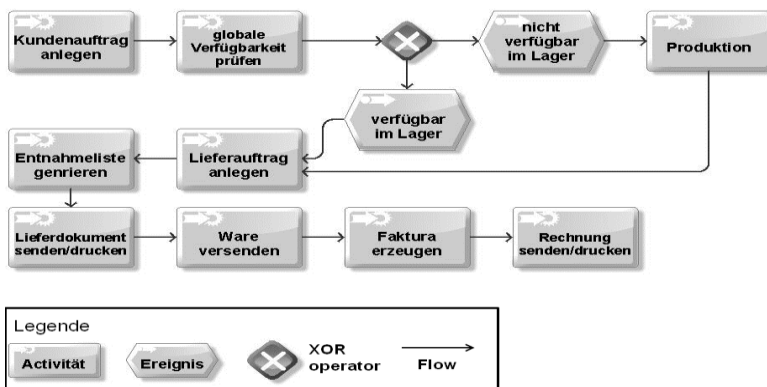 Kundenauftrag
anlegen
globale
Verfügbarkeit
prüfen
nicht
verfügbar
im Lager
Produktion
verfügbar
im Lager
Entnahmeliste
genrieren
Lieferauftrag
anlegen
Lieferdokument
senden/drucken
Ware
versenden
Faktura
erzeugen
Rechnung
senden/drucken
Legende
Activität
Ereignis
XOR
operator
Flow